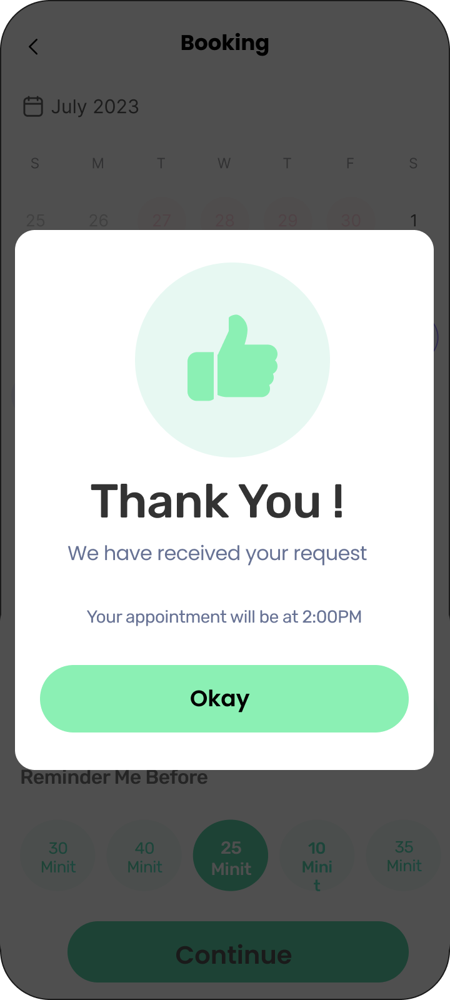 Booking
July 2023
S M T W T F S
25 26 27 28 29 30 1
Thank You !
We have received your request
Your appointment will be at 2:00PM
Okay
Reminder Me Before
30 40 25 10 35
Minit Minit Minit Mini Minit
t
Continue